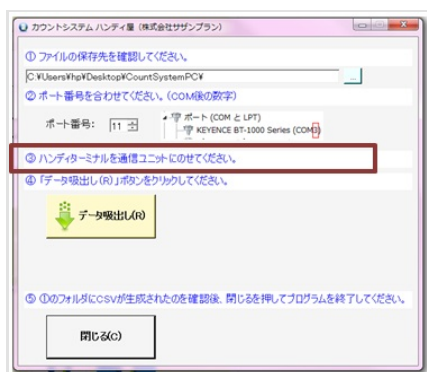 カウントシステム ハンディ屋 (株式会社サザンプラン)
① ファイルの保存先を確認してください。
C:¥Users¥hp¥Desktop¥CountSystemPC¥
...
② ポート番号を合わせてください。(COM後の数字)
ポート番号: 11
ポート (COM と LPT)
KEYENCE BT-1000 Series (COM3)
③ ハンディターミナルを通信ユニットにのせてください。
④ 「データ吸出し(R)」ボタンをクリックしてください。
データ吸出し(R)
⑤ ①のフォルダにCSVが生成されたのを確認後、閉じるを押してプログラムを終了してください。
閉じる(C)